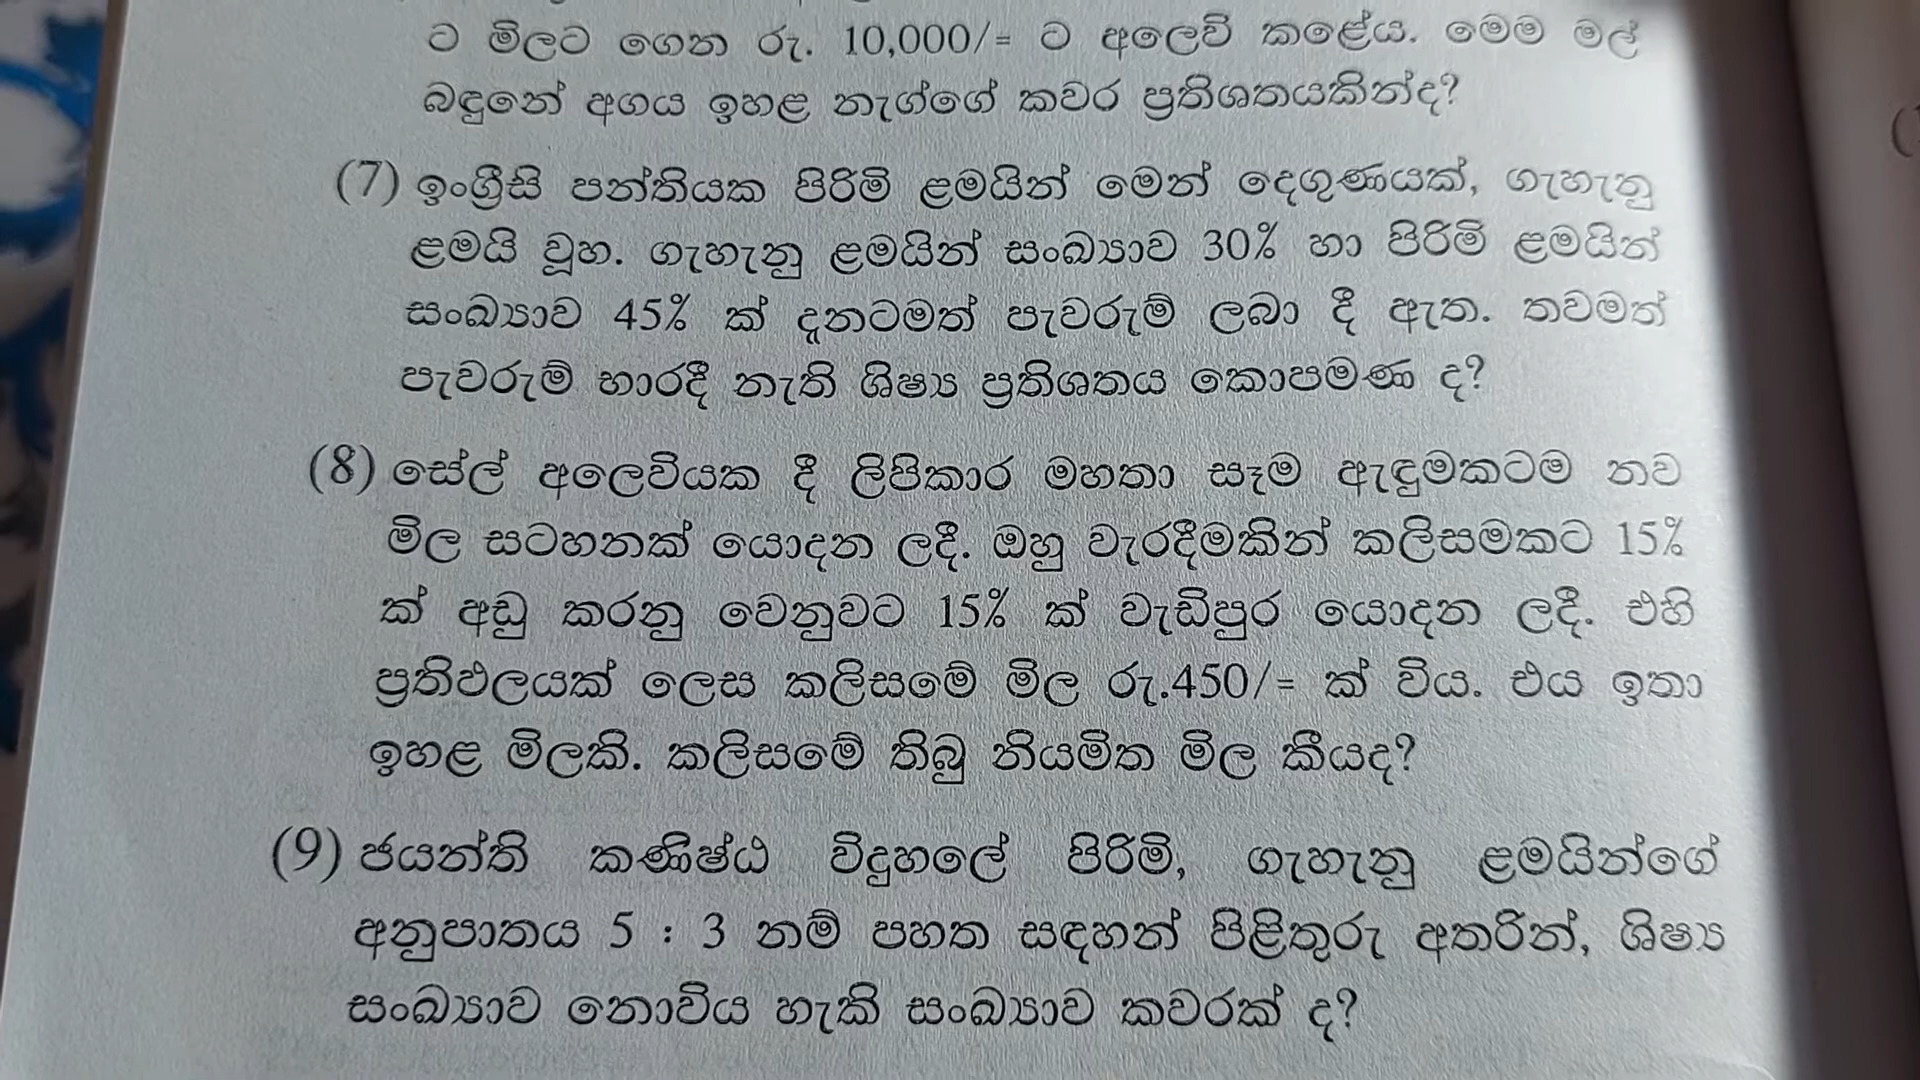 ට මිලට ගෙන රු. 10,000/= ට අලෙවි කළේය. මෙම මල්
බඳුනේ අගය ඉහළ නැග්ගේ කවර ප්‍රතිශතයකින්ද?
(7) ඉංග්‍රීසි පන්තියක පිරිමි ළමයින් මෙන් දෙගුණයක්, ගැහැනු
ළමයි වූහ. ගැහැනු ළමයින් සංඛ්‍යාව 30% හා පිරිමි ළමයින්
සංඛ්‍යාව 45% ක් දැනටමත් පැවරුම් ලබා දී ඇත. තවමත්
පැවරුම් භාරදී නැති ශිෂ්‍ය ප්‍රතිශතය කොපමණ ද?
(8) සේල් අලෙවියක දී ලිපිකාර මහතා සෑම ඇඳුමකටම නව
මිල සටහනක් යොදන ලදී. ඔහු වැරදීමකින් කලිසමකට 15%
ක් අඩු කරනු වෙනුවට 15% ක් වැඩිපුර යොදන ලදී. එහි
ප්‍රතිඵලයක් ලෙස කලිසමේ මිල රු.450/= ක් විය. එය ඉතා
ඉහළ මිලකි. කලිසමේ තිබු නියමිත මිල කීයද?
(9) ජයන්ති කණිෂ්ඨ විදුහලේ පිරිමි, ගැහැනු ළමයින්ගේ
අනුපාතය 5 : 3 නම් පහත සඳහන් පිළිතුරු අතරින්, ශිෂ්‍ය
සංඛ්‍යාව නොවිය හැකි සංඛ්‍යාව කවරක් ද?